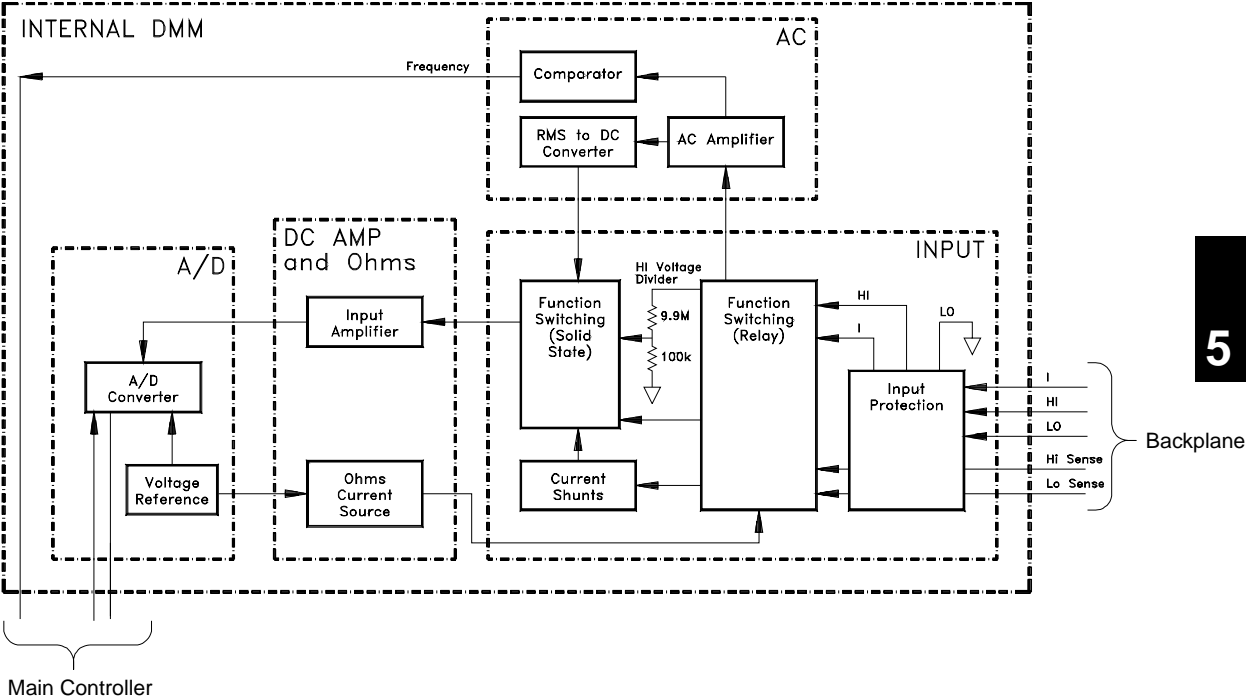 INTERNAL DMM
AC
Frequency
Comparator
RMS to DC
Converter
AC Amplifier
DC AMP
and Ohms
A/D
INPUT
HI Voltage
Divider
9.9M
100k
Function
Switching
(Solid
State)
Function
Switching
(Relay)
HI
I
LO
Input
Amplifier
A/D
Converter
Input
Protection
I
HI
LO
Hi Sense
Lo Sense
Backplane
5
Voltage
Reference
Ohms
Current
Source
Current
Shunts
Main Controller